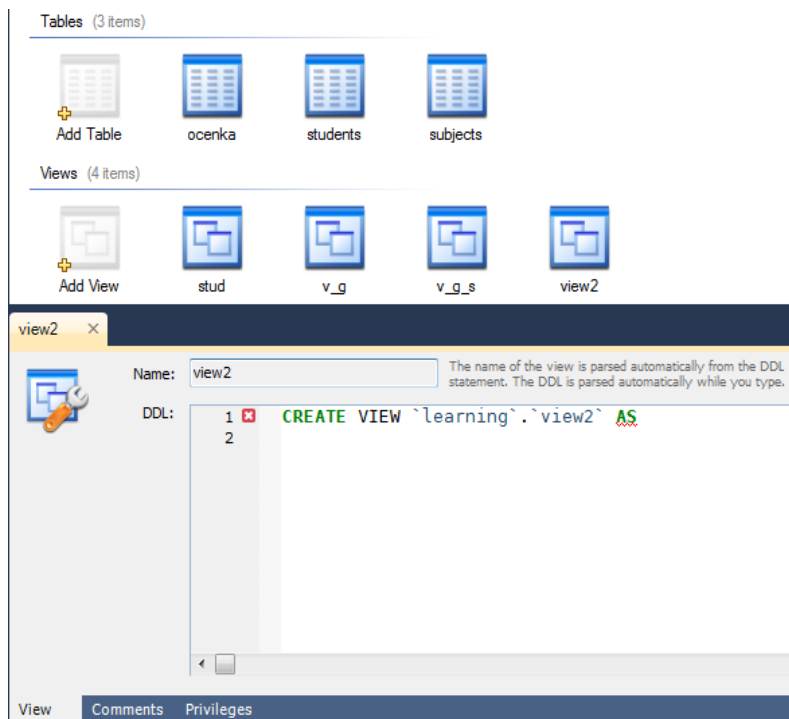 Tables (3 items)
Add Table ocenka students subjects
Views (4 items)
Add View stud v_g v_g_s view2
view2 ×
Name: view2 The name of the view is parsed automatically from the DDL
statement. The DDL is parsed automatically while you type.
DDL: 1 CREATE VIEW `learning`.`view2` AS
2
View Comments Privileges